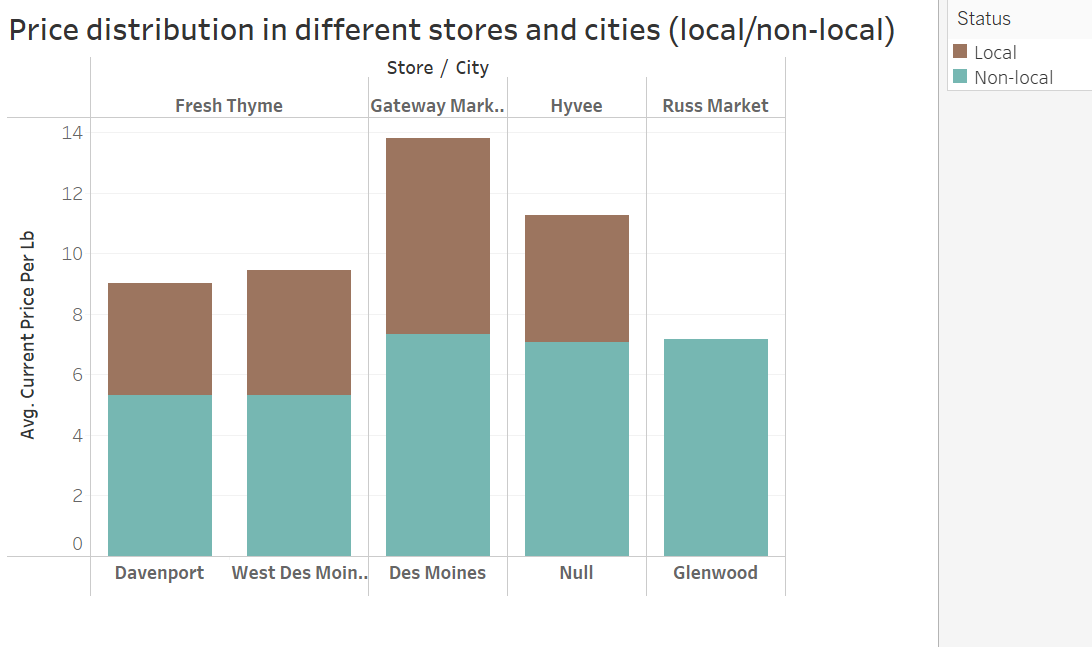 Price distribution in different stores and cities (local/non-local)
Status
Local
Non-local
Store / City
Fresh Thyme
Gateway Mark..
Hyvee
Russ Market
Avg. Current Price Per Lb
14
12
10
8
6
4
2
0
Davenport
West Des Moin..
Des Moines
Null
Glenwood